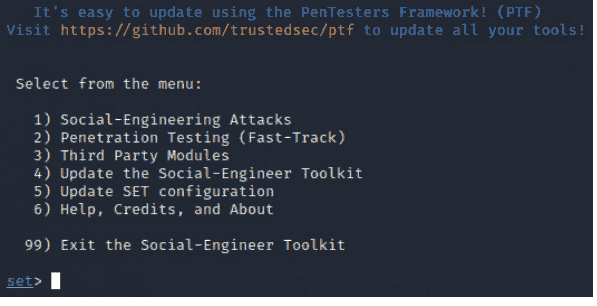 It's easy to update using the PenTesters Framework! (PTF)
Visit https://github.com/trustedsec/ptf to update all your tools!
Select from the menu:
1) Social-Engineering Attacks
2) Penetration Testing (Fast-Track)
3) Third Party Modules
4) Update the Social-Engineer Toolkit
5) Update SET configuration
6) Help, Credits, and About
99) Exit the Social-Engineer Toolkit
set>